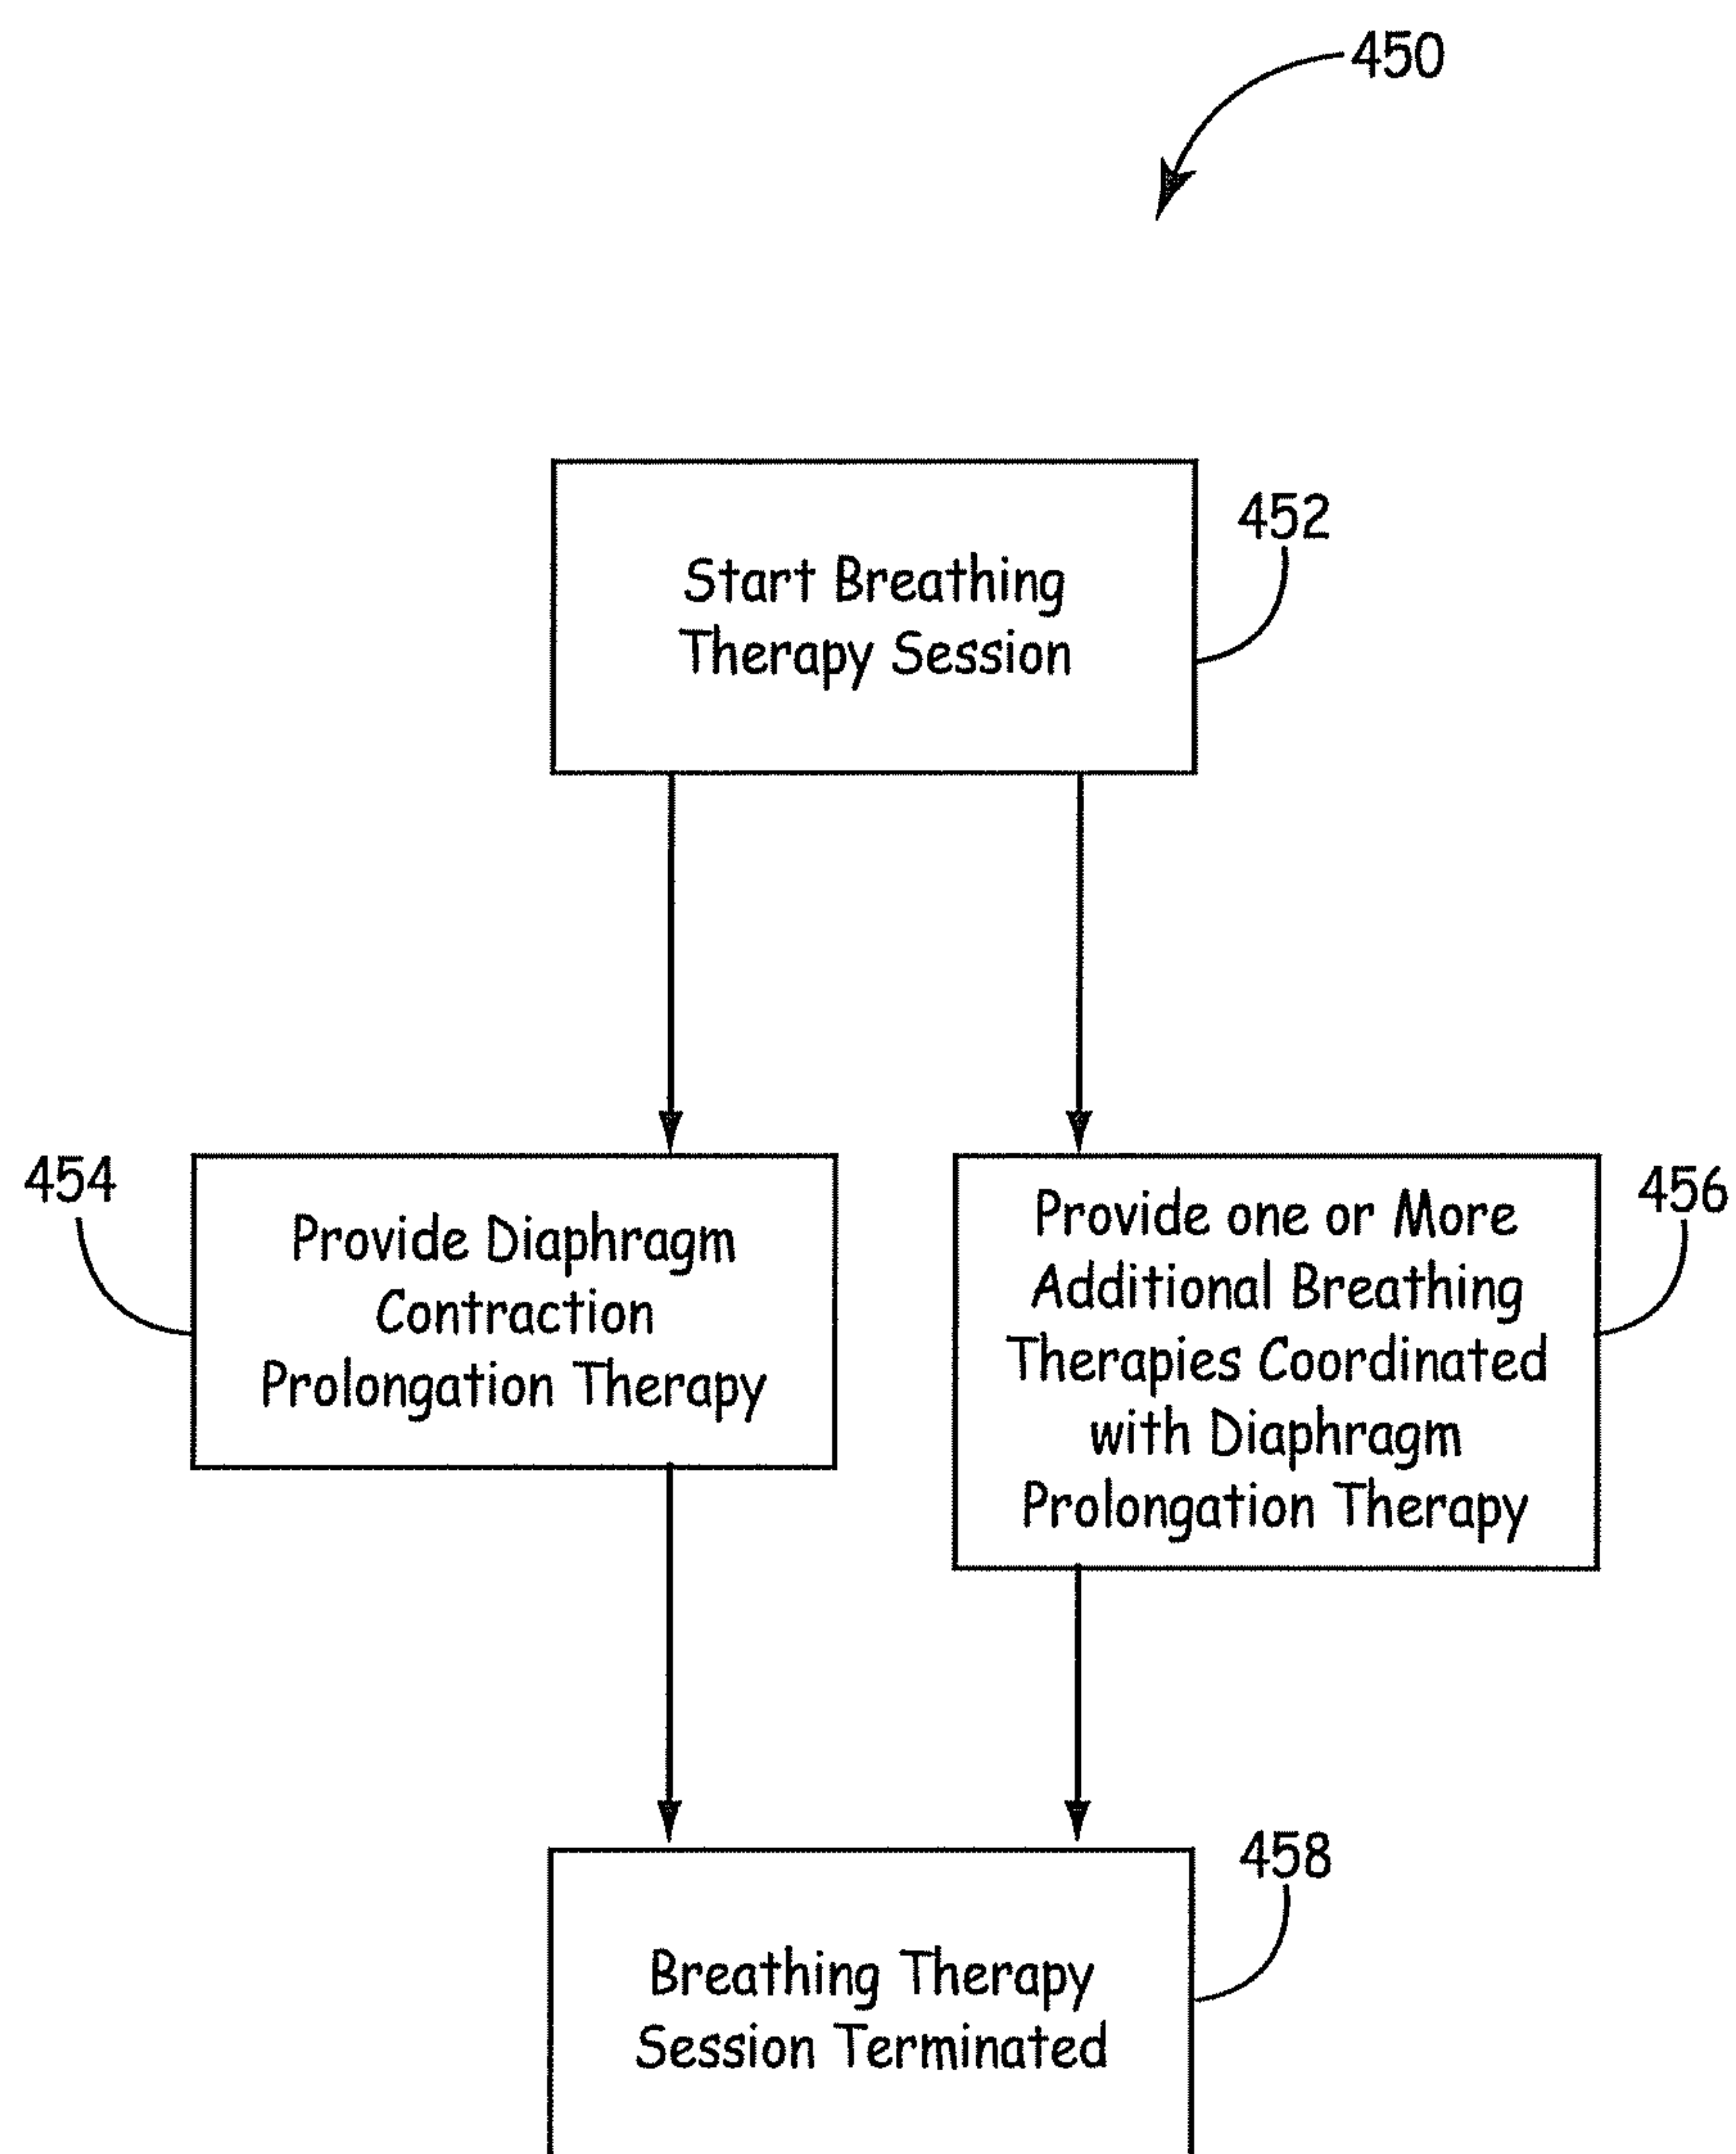 450
Start Breathing
Therapy Session
452
454
Provide Diaphragm
Contraction
Prolongation Therapy
Provide one or More
Additional Breathing
Therapies Coordinated
with Diaphragm
Prolongation Therapy
456
458
Breathing Therapy
Session Terminated